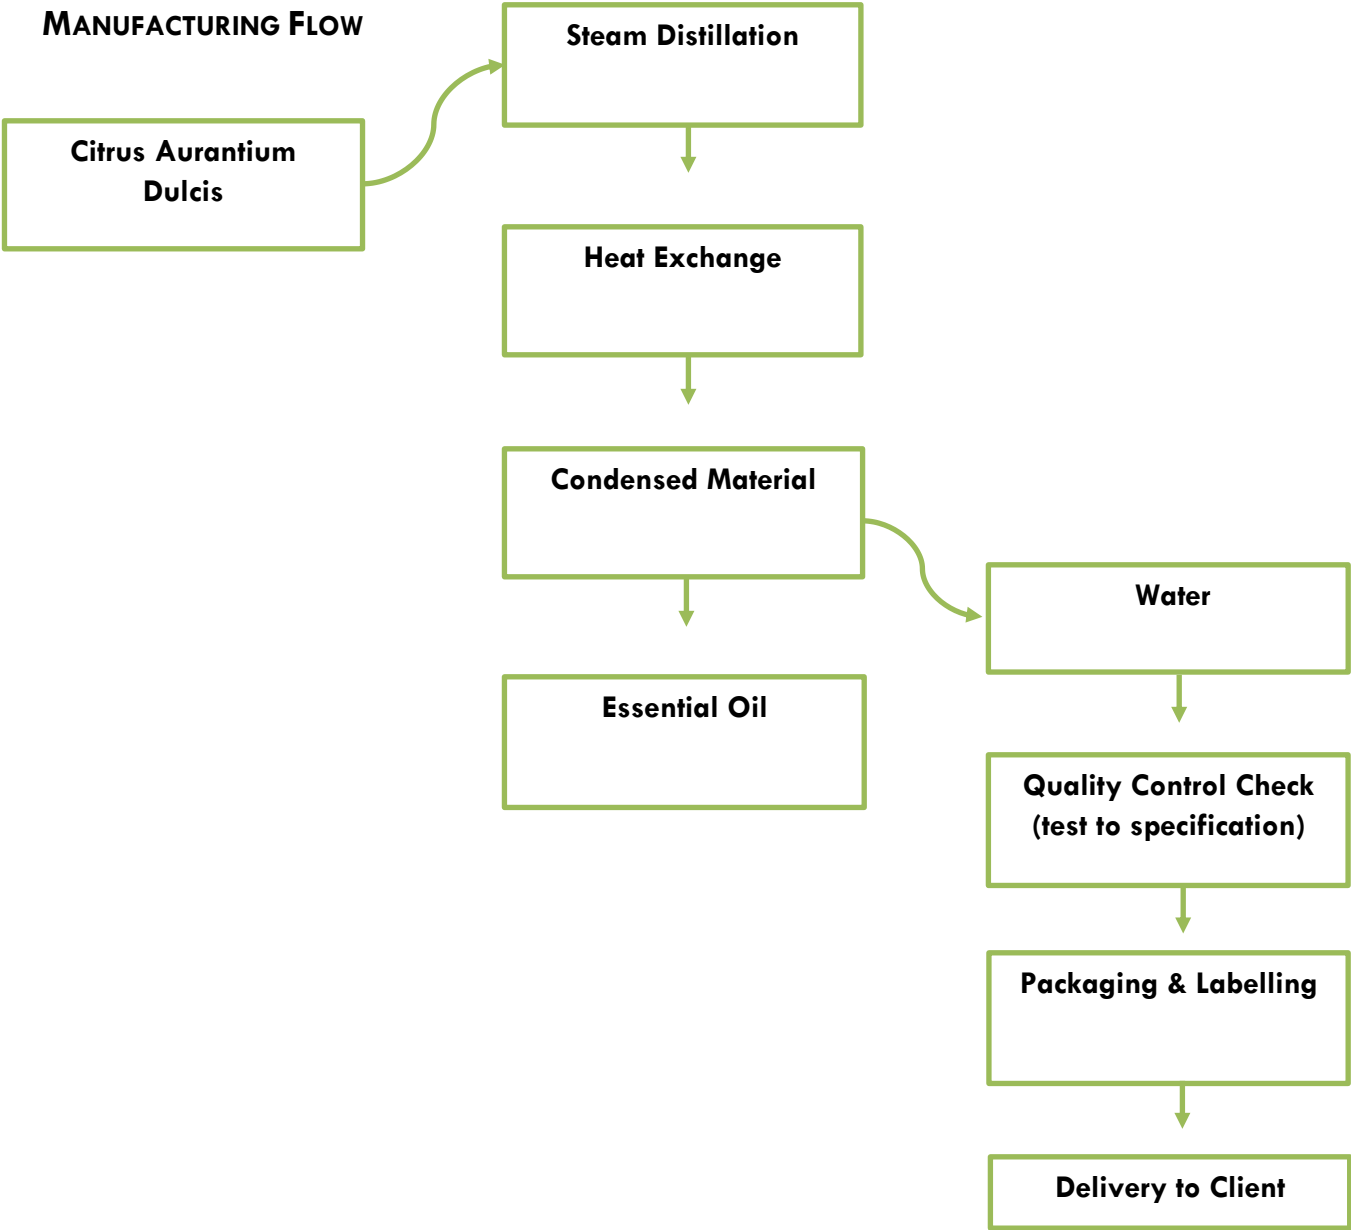 MANUFACTURING FLOW
Steam Distillation
Citrus Aurantium
Dulcis
Heat Exchange
Condensed Material
Water
Essential Oil
Quality Control Check
(test to specification)
Packaging & Labelling
Delivery to Client